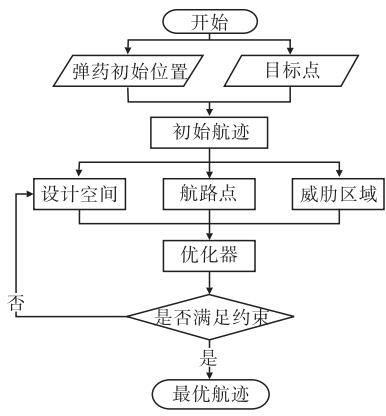 开始
弹药初始位置
目标点
初始航迹
设计空间
航路点
威胁区域
优化器
是否满足约束
否
是
最优航迹